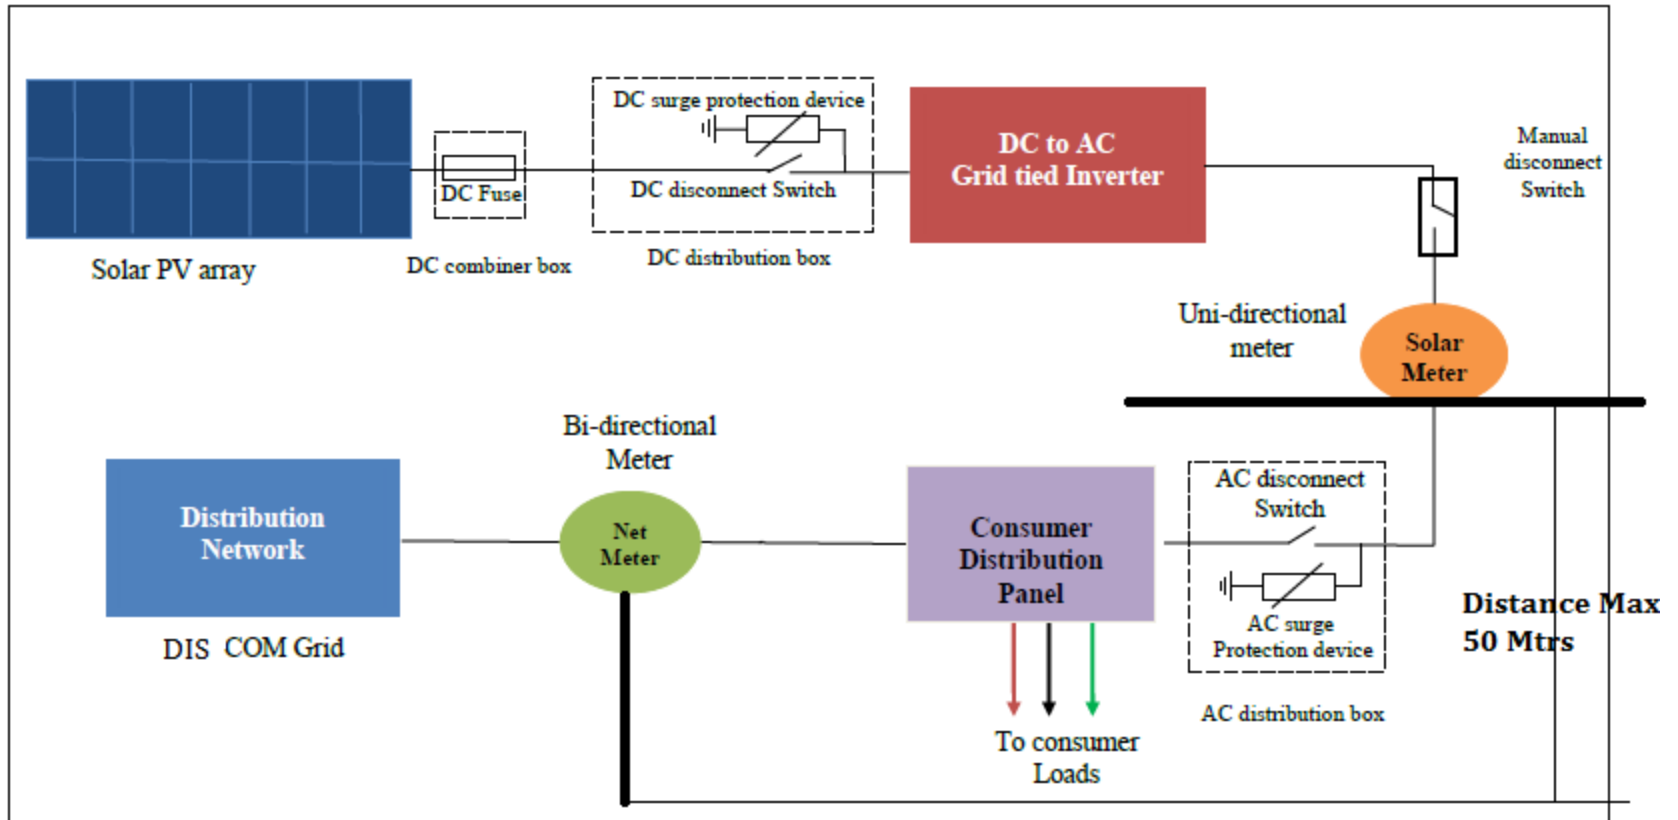 DC surge protection device
DC disconnect Switch
DC Fuse
DC to AC
Grid tied Inverter
Manual
disconnect
Switch
Solar PV array
DC combiner box
DC distribution box
Uni-directional
meter
Solar
Meter
Bi-directional
Meter
Distribution
Network
Net
Meter
Consumer
Distribution
Panel
AC disconnect
Switch
AC surge
Protection device
Distance Max
50 Mtrs
DIS COM Grid
AC distribution box
To consumer
Loads